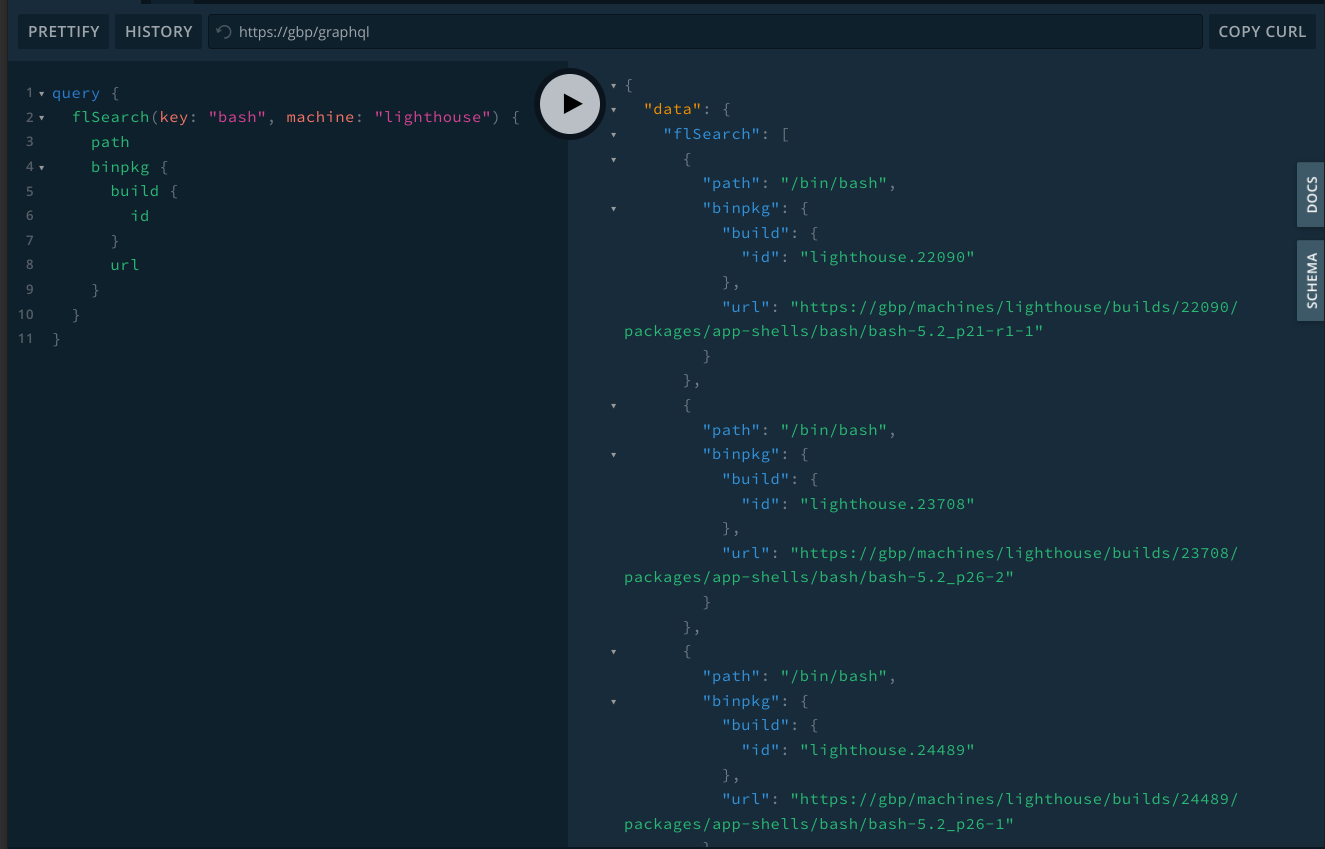 PRETTIFY HISTORY https://gbp/graphql COPY CURL
1 query {
2 flSearch(key: "bash", machine: "lighthouse") {
3 path
4 binpkg {
5 build {
6 id
7 }
8 url
9 }
10 }
11 }
{
"data": {
"flSearch": [
{
"path": "/bin/bash",
"binpkg": {
"build": {
"id": "lighthouse.22090"
},
"url": "https://gbp/machines/lighthouse/builds/22090/
packages/app-shells/bash/bash-5.2_p21-r1-1"
}
},
{
"path": "/bin/bash",
"binpkg": {
"build": {
"id": "lighthouse.23708"
},
"url": "https://gbp/machines/lighthouse/builds/23708/
packages/app-shells/bash/bash-5.2_p26-2"
}
},
{
"path": "/bin/bash",
"binpkg": {
"build": {
"id": "lighthouse.24489"
},
"url": "https://gbp/machines/lighthouse/builds/24489/
packages/app-shells/bash/bash-5.2_p26-1"
}
DOCS
SCHEMA